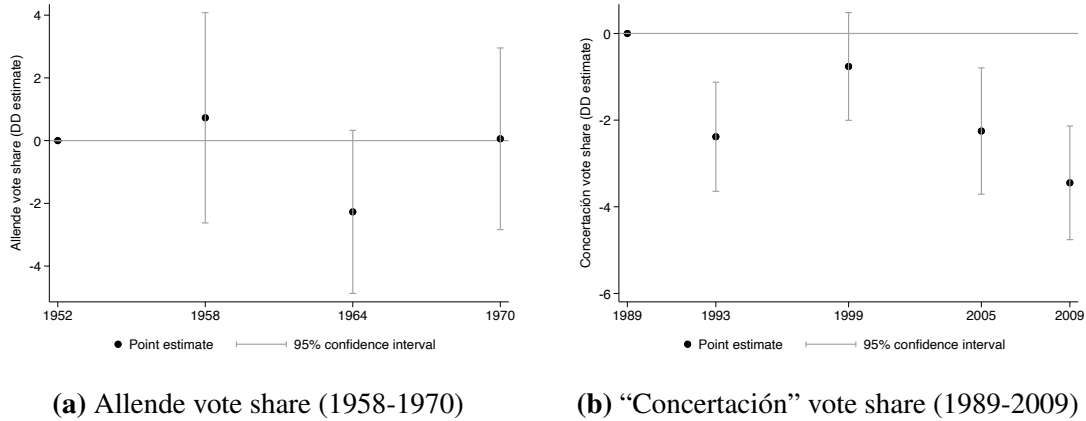 Allende vote share (DD estimate)
4
2
0
-2
-4
1952
1958
1964
1970
Point estimate
95% confidence interval
(a) Allende vote share (1958-1970)
Concertación vote share (DD estimate)
0
-2
-4
-6
1989
1993
1999
2005
2009
Point estimate
95% confidence interval
(b) “Concertación” vote share (1989-2009)